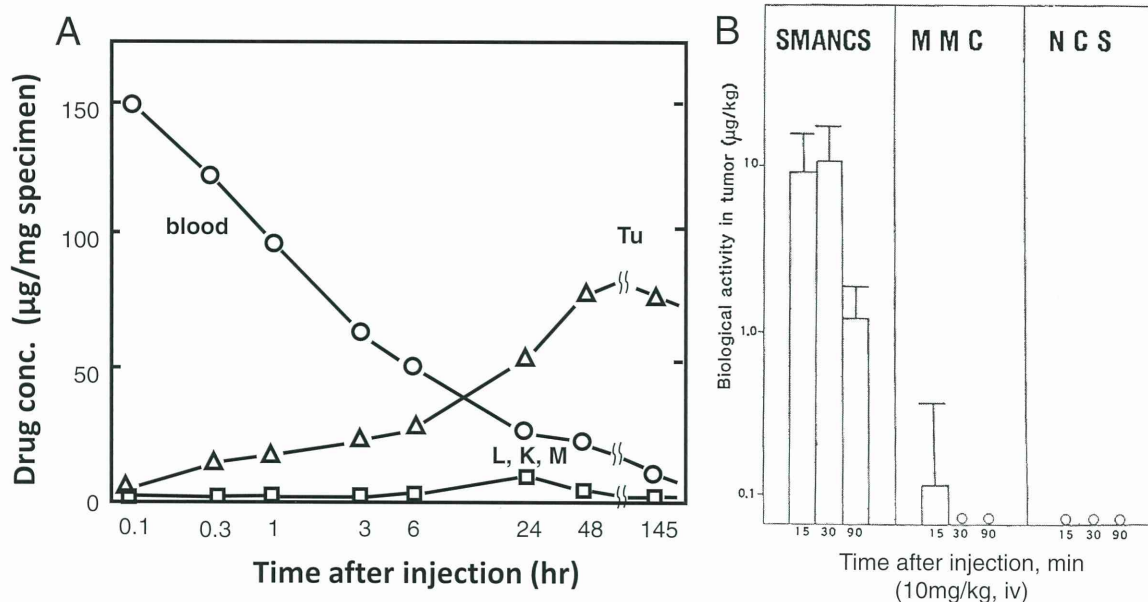 A
Drug conc. (µg/mg specimen)
150
100
50
0
blood
Tu
L, K, M
0.1 0.3 1 3 6 24 48 145
Time after injection (hr)
B
SMANCS MMC NCS
Biological activity in tumor (µg/kg)
10
1.0
0.1
15 30 90 15 30 90 15 30 90
Time after injection, min
(10mg/kg, iv)